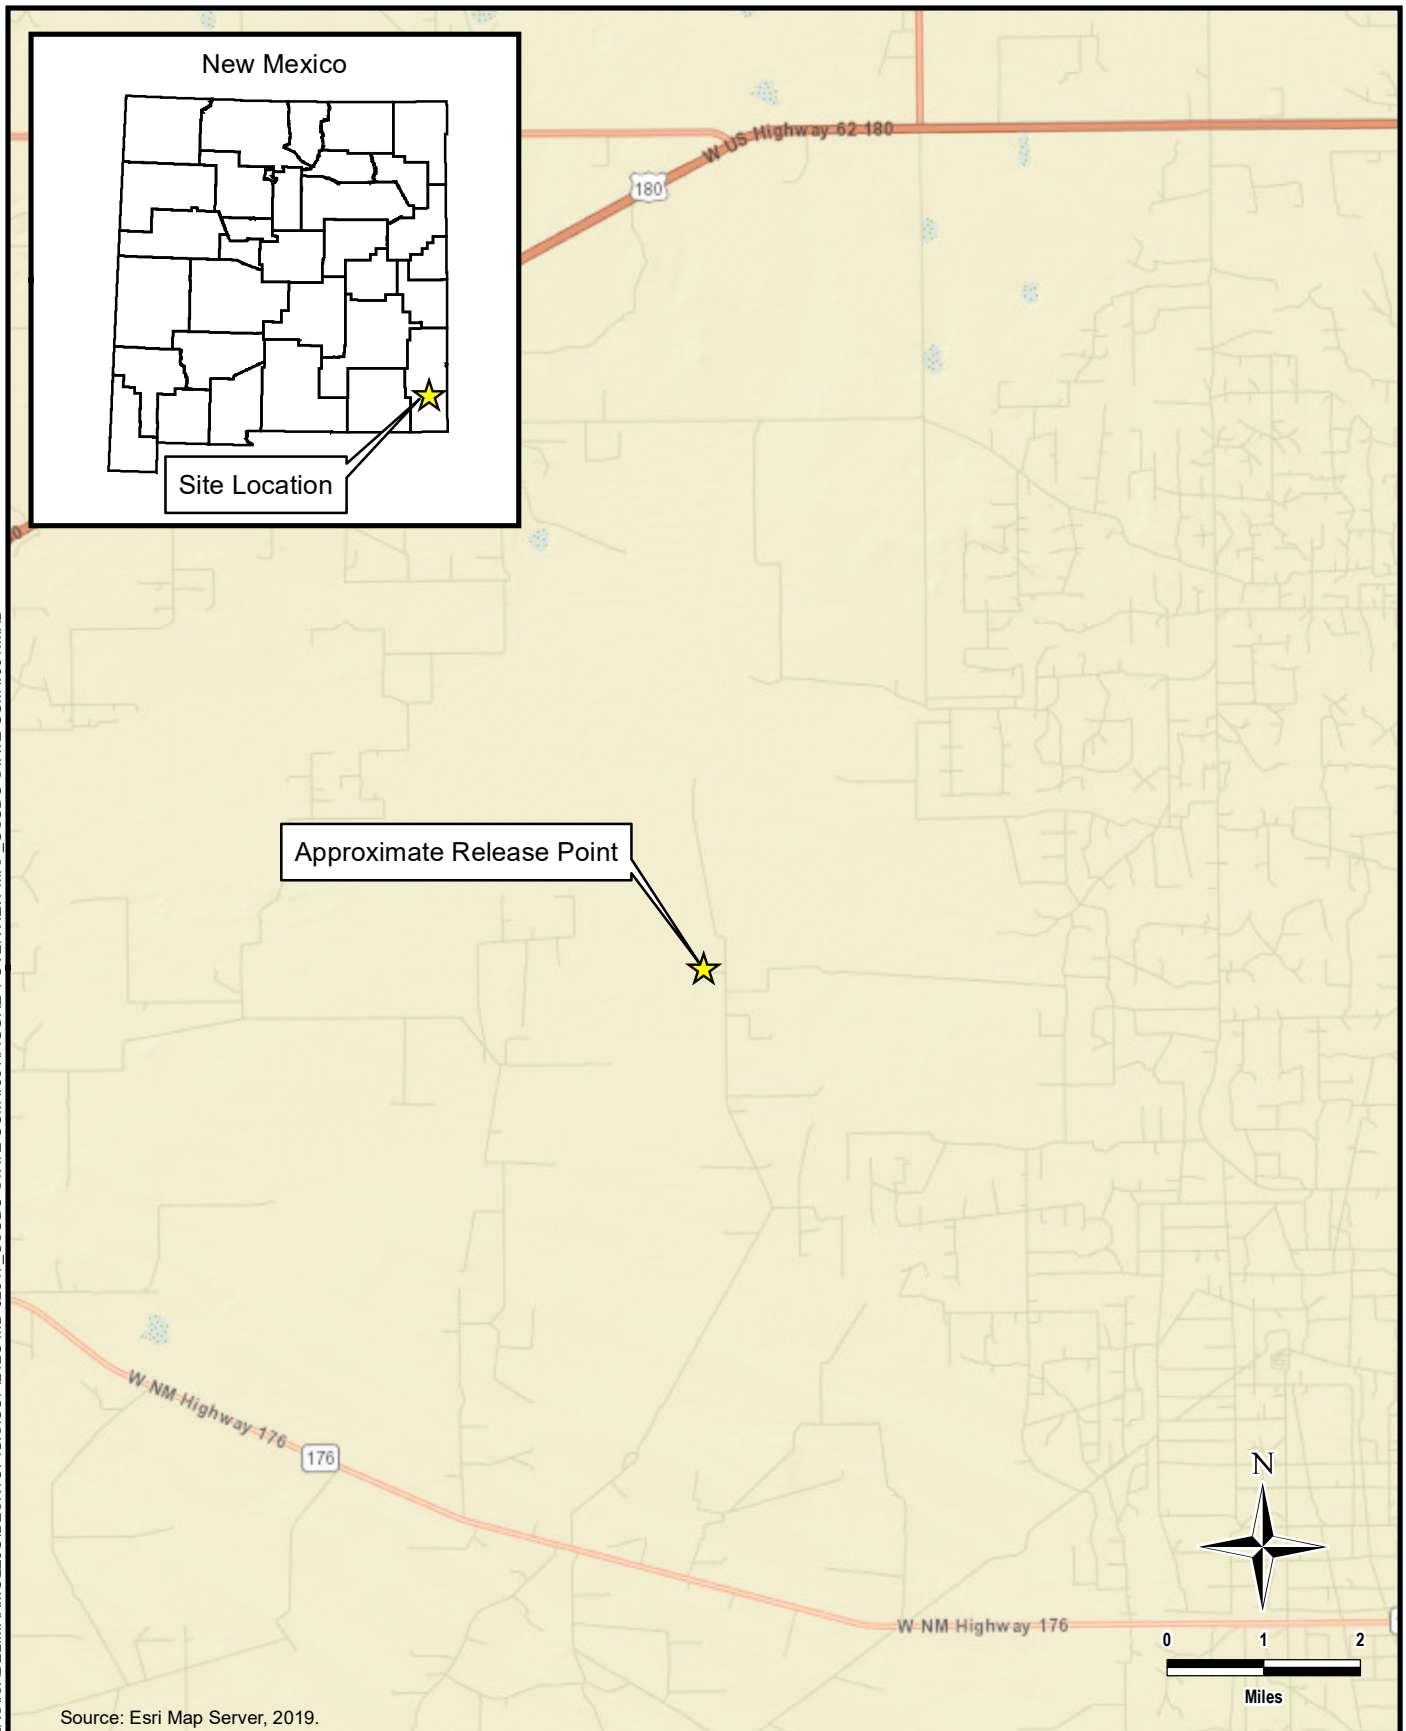 New Mexico
Site Location
W US Highway 62 180
180
0
Approximate Release Point
W NM Highway 176
176
W NM Highway 176
N
0 1 2
Miles
Source: Esri Map Server, 2019.